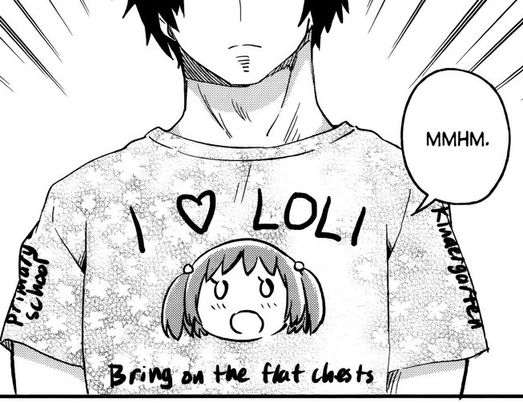 MMHM.
I ♡ LOLI
primary
school
Kindergarten
Bring on the flat chests